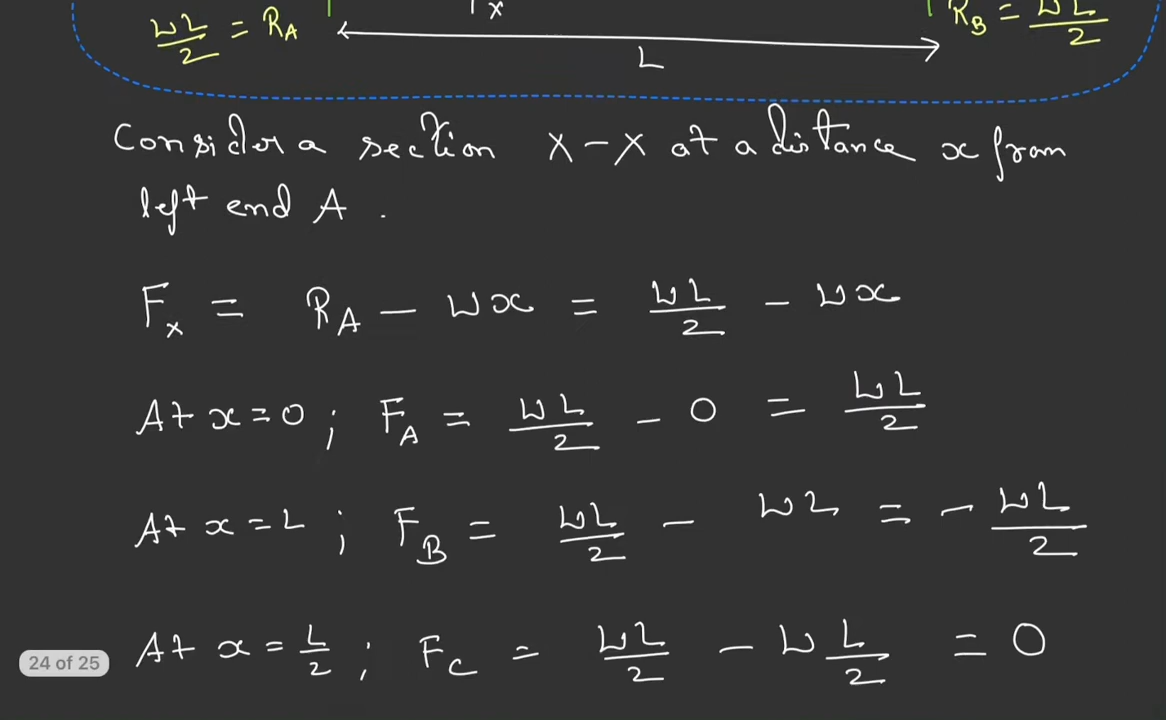 wL/2 = R_A
x
L
R_B = wL/2
Consider a section X-X at a distance x from
left end A.
F_x = R_A - wx = wL/2 - wx
At x=0; F_A = wL/2 - 0 = wL/2
At x=L; F_B = wL/2 - wL = - wL/2
At x = L/2; F_C = wL/2 - w L/2 = 0
24 of 25